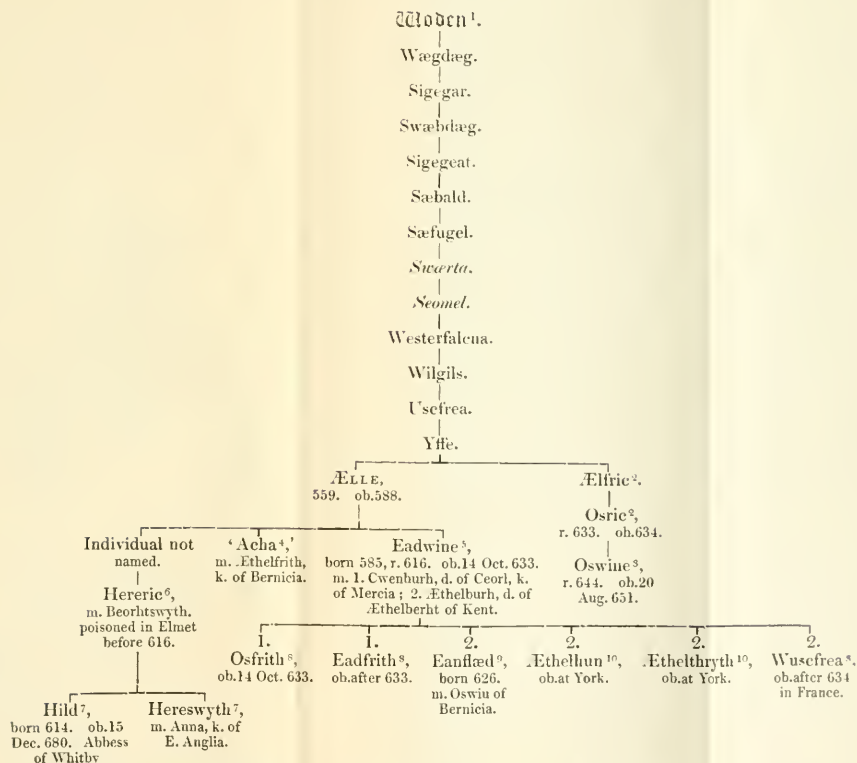 Woden¹.
Wægdæg.
Sigegar.
Swæbdæg.
Sigegeat.
Sæbald.
Sæfugel.
Swærta.
Seomel.
Westerfalcna.
Wilgils.
Uscfrea.
Yffe.
ÆLLE,
559. ob.588.
Ælfric².
Osric²,
r. 633. ob.634.
Oswine³,
r. 644. ob.20
Aug. 651.
Individual not
named.
‘Acha⁴,’
m. Æthelfrith,
k. of Bernicia.
Eadwine⁵,
born 585, r. 616. ob.14 Oct. 633.
m. 1. Cwenburh, d. of Ceorl, k.
of Mercia; 2. Æthelburh, d. of
Æthelberht of Kent.
Hereric⁶,
m. Beorhtswyth.
poisoned in Elmet
before 616.
1.
Osfrith⁸,
ob.14 Oct. 633.
1.
Eadfrith⁸,
ob.after 633.
2.
Eanflæd⁹,
born 626.
m. Oswiu of
Bernicia.
2.
Æthelhun¹⁰,
ob.at York.
2.
Æthelthryth¹⁰,
ob.at York.
2.
Wuscfrea⁸.
ob.after 634
in France.
Hild⁷,
born 614. ob.15
Dec. 680. Abbess
of Whitby
Hereswyth⁷,
m. Anna, k. of
E. Anglia.